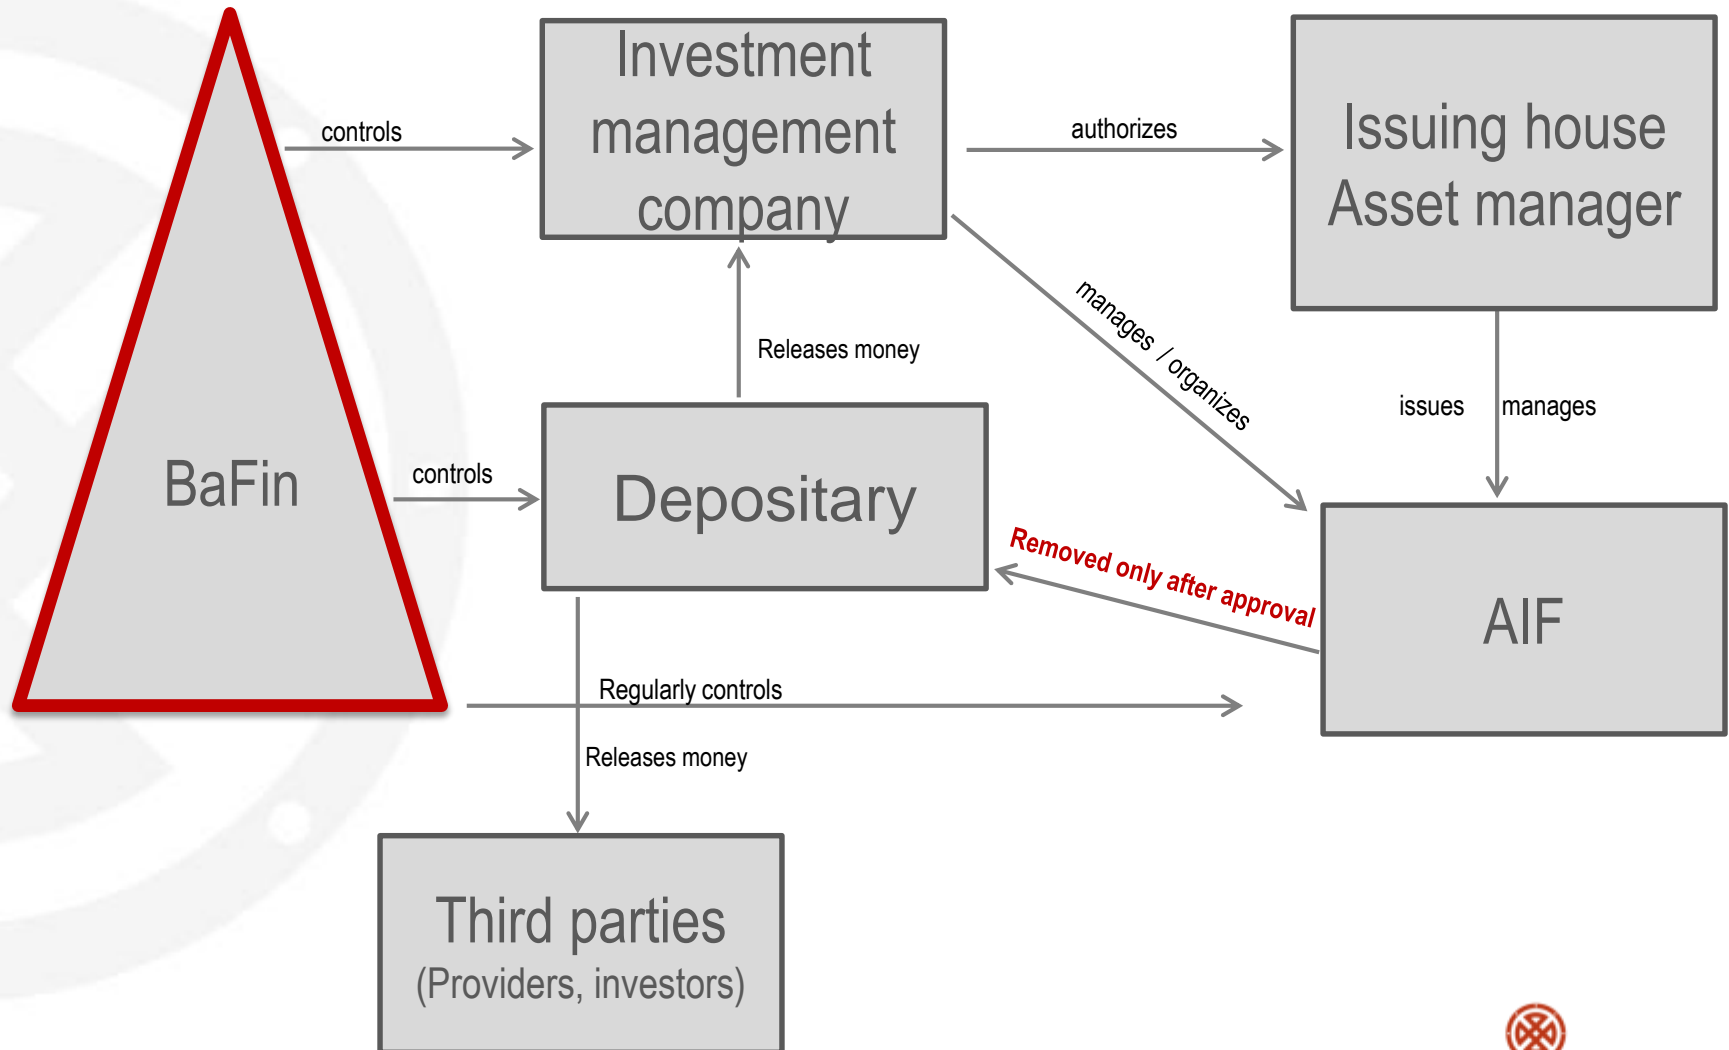 Investment
management
company
Issuing house
Asset manager
controls
authorizes
manages / organizes
Releases money
issues
manages
BaFin
controls
Depositary
Removed only after approval
AIF
Regularly controls
Releases money
Third parties
(Providers, investors)